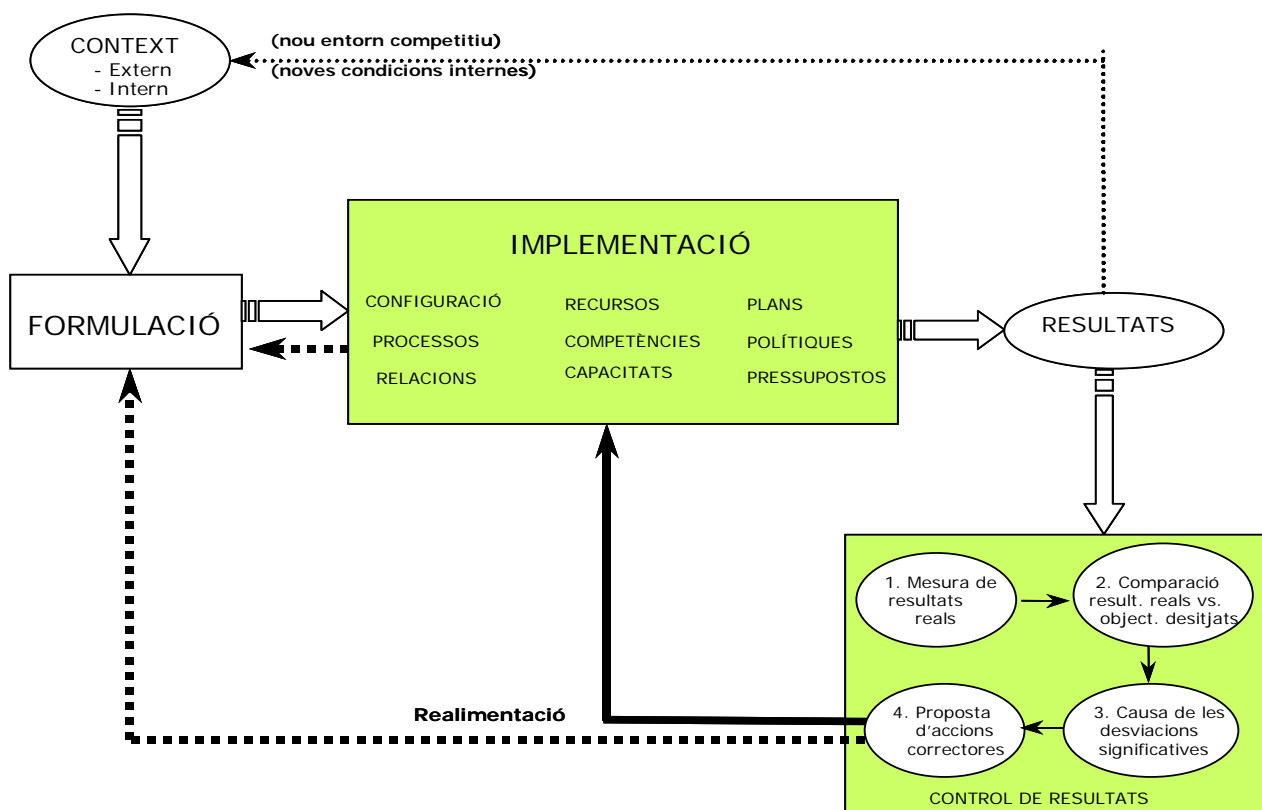 CONTEXT
- Extern
- Intern
(nou entorn competitiu)
(noves condicions internes)
FORMULACIÓ
IMPLEMENTACIÓ
CONFIGURACIÓ
RECURSOS
PLANS
PROCESSOS
COMPETÈNCIES
POLÍTIQUES
RELACIONS
CAPACITATS
PRESSUPOSTOS
RESULTATS
1. Mesura de
resultats
reals
2. Comparació
result. reals vs.
object. desitjats
3. Causa de les
desviacions
significatives
4. Proposta
d'accions
correctores
Realimentació
CONTROL DE RESULTATS